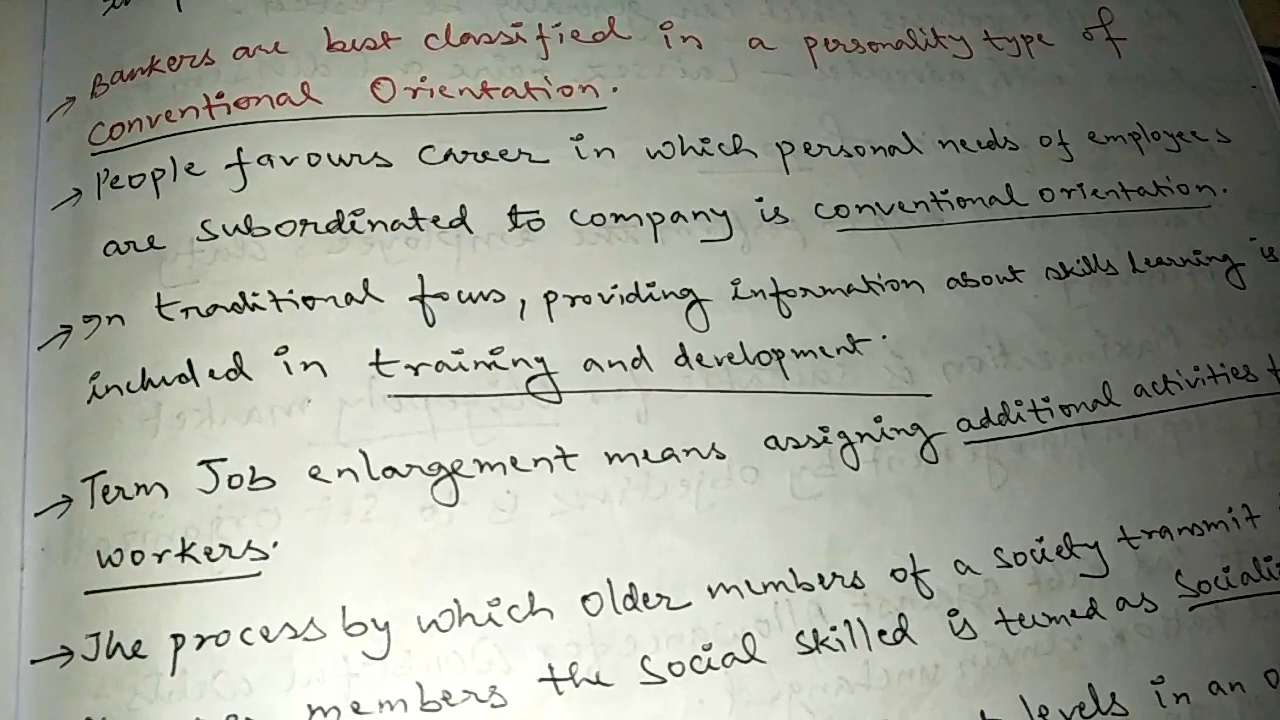 → Bankers are best classified in a personality type of
conventional Orientation.
→ People favours career in which personal needs of employees
are subordinated to company is conventional orientation.
→ In traditional focus, providing information about skills learning is
included in training and development.
→ Term Job enlargement means assigning additional activities
workers.
→ The process by which older members of a society transmit
members the social skilled is termed as
levels in an